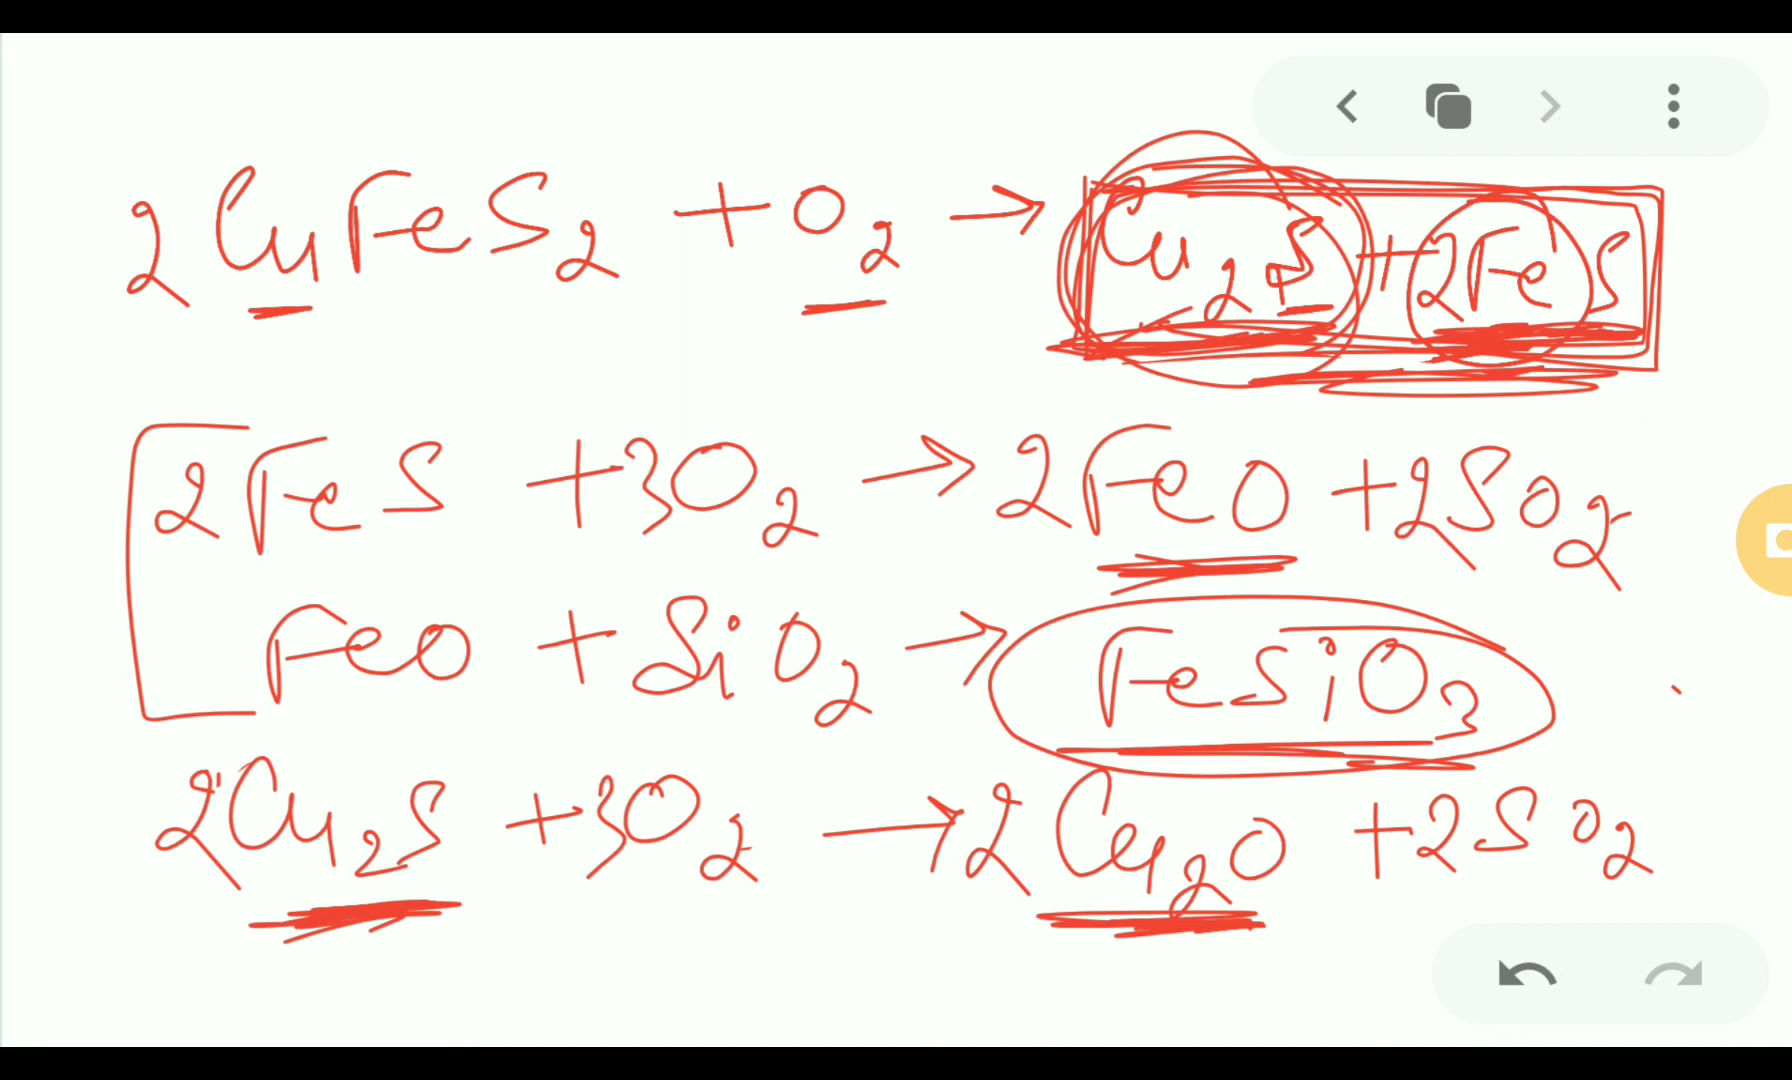 2CuFeS2 + O2 → Cu2S + 2FeS
2FeS + 3O2 → 2FeO + 2SO2
FeO + SiO2 → FeSiO3
2Cu2S + 3O2 → 2Cu2O + 2SO2